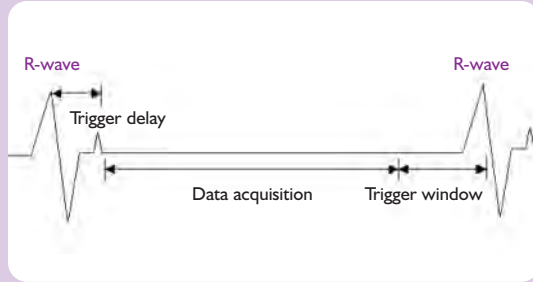 R-wave
R-wave
Trigger delay
Data acquisition
Trigger window